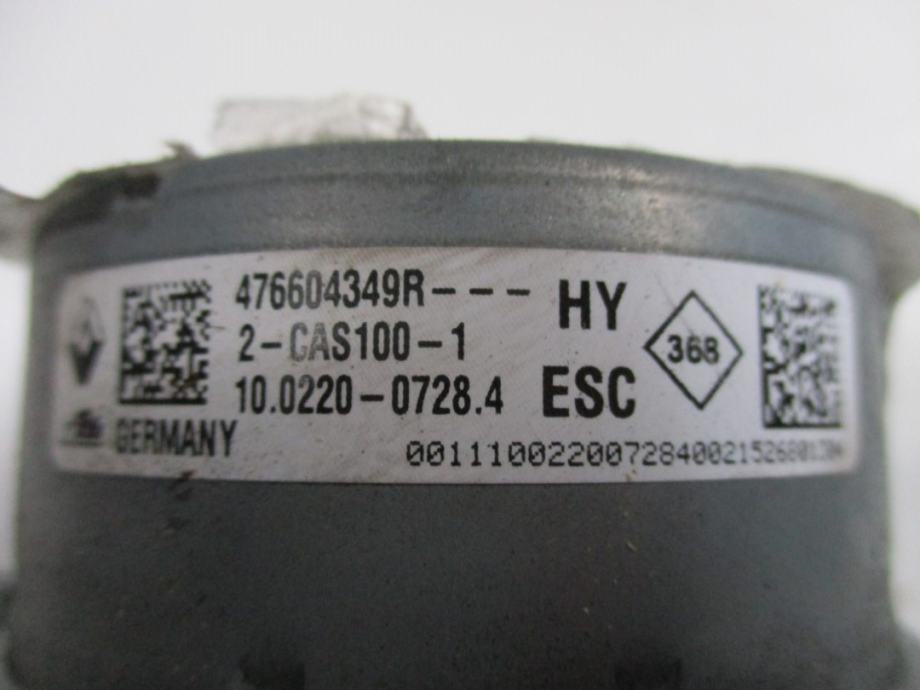 476604349R---
2-CAS100-1
10.0220-0728.4
HY
ESC
368
GERMANY